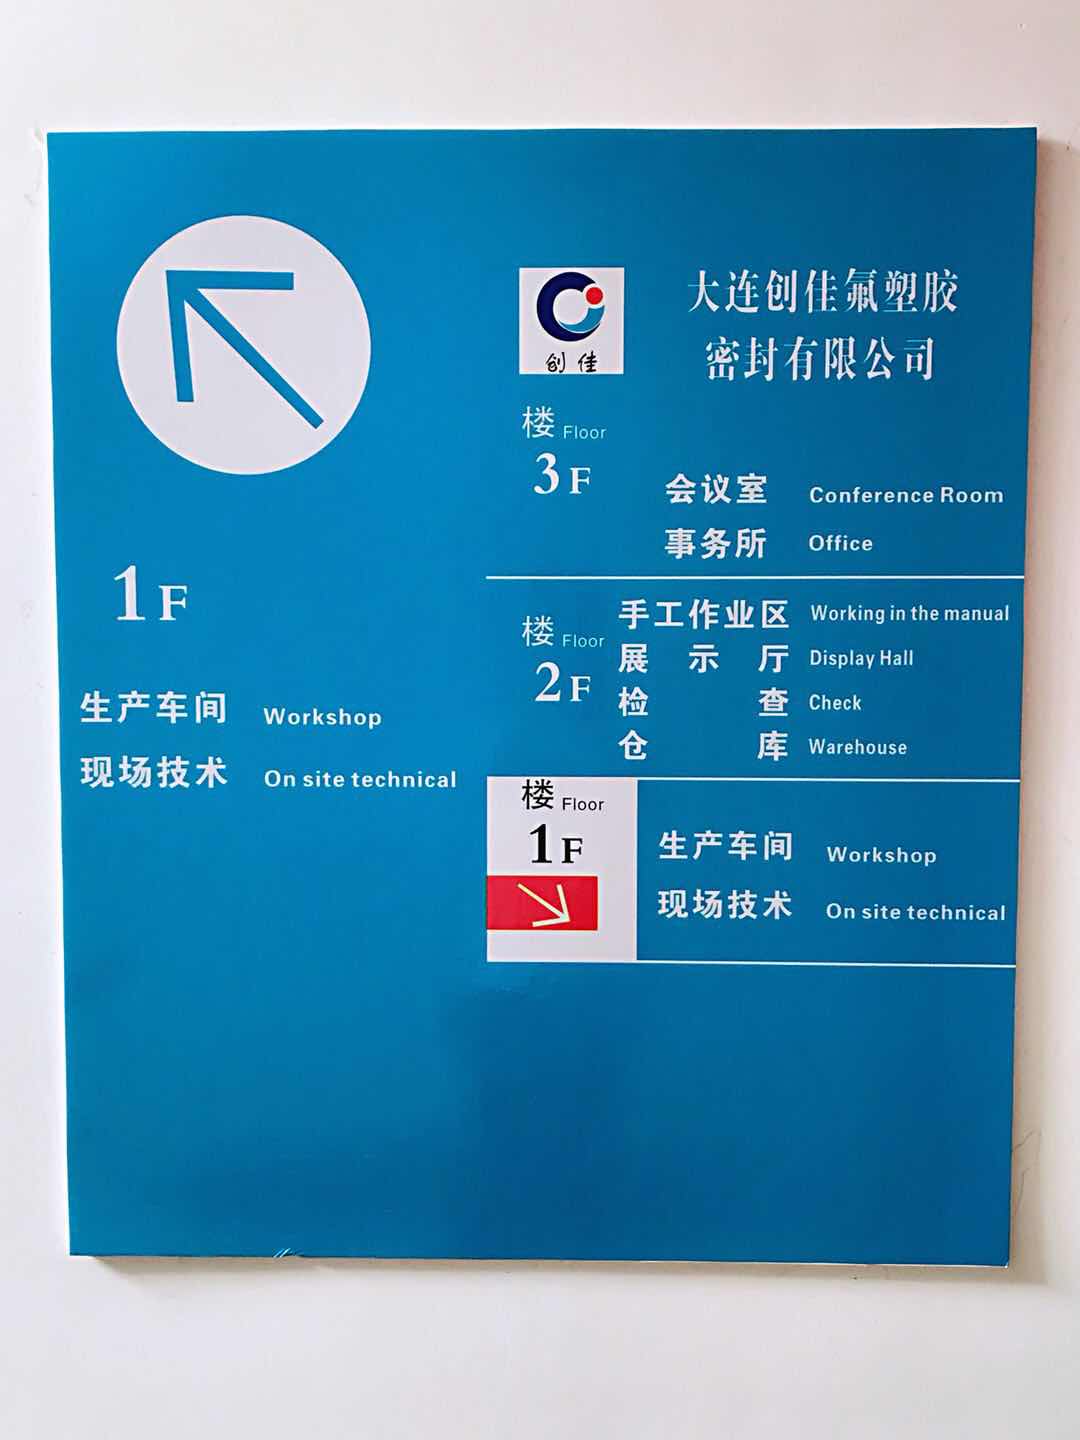 1F
生产车间 Workshop
现场技术 On site technical
创佳
大连创佳氟塑胶
密封有限公司
楼 Floor
3F
会议室 Conference Room
事务所 Office
楼 Floor
2F
手工作业区 Working in the manual
展示厅 Display Hall
检查 Check
仓库 Warehouse
楼 Floor
1F
生产车间 Workshop
现场技术 On site technical